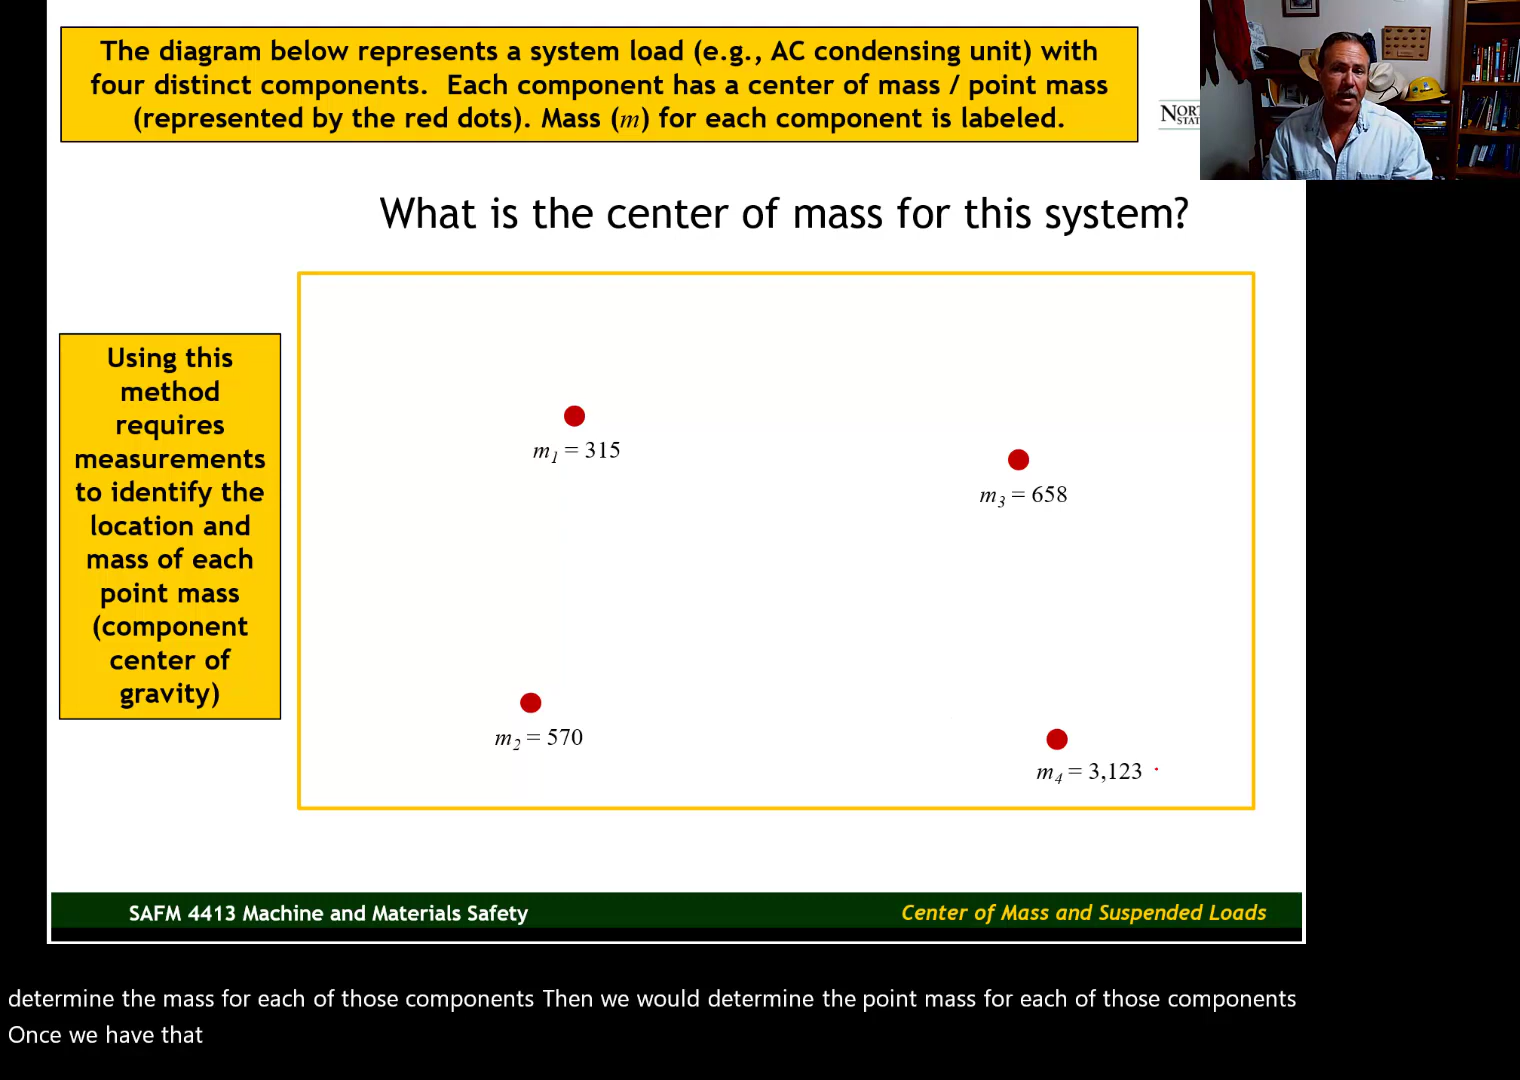 The diagram below represents a system load (e.g., AC condensing unit) with
four distinct components. Each component has a center of mass / point mass
(represented by the red dots). Mass (m) for each component is labeled.
What is the center of mass for this system?
Using this
method
requires
measurements
to identify the
location and
mass of each
point mass
(component
center of
gravity)
m1 = 315
m3 = 658
m2 = 570
m4 = 3,123
SAFM 4413 Machine and Materials Safety
Center of Mass and Suspended Loads
determine the mass for each of those components Then we would determine the point mass for each of those components
Once we have that